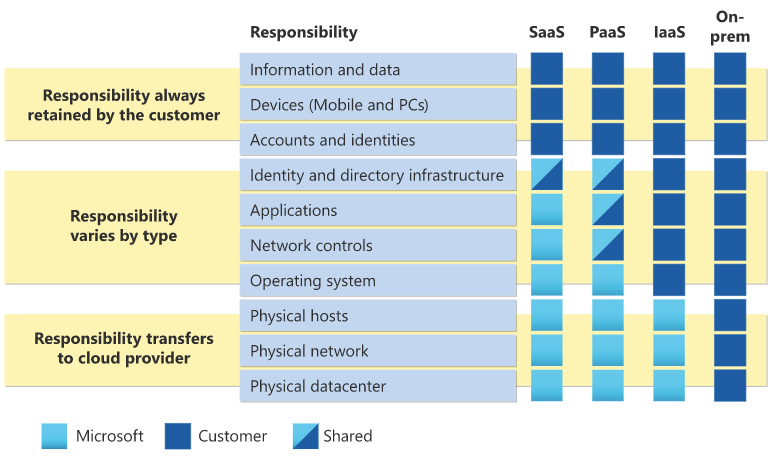 Responsibility
SaaS
PaaS
IaaS
On-
prem
Responsibility always
retained by the customer
Information and data
Devices (Mobile and PCs)
Accounts and identities
Responsibility
varies by type
Identity and directory infrastructure
Applications
Network controls
Operating system
Responsibility transfers
to cloud provider
Physical hosts
Physical network
Physical datacenter
Microsoft
Customer
Shared